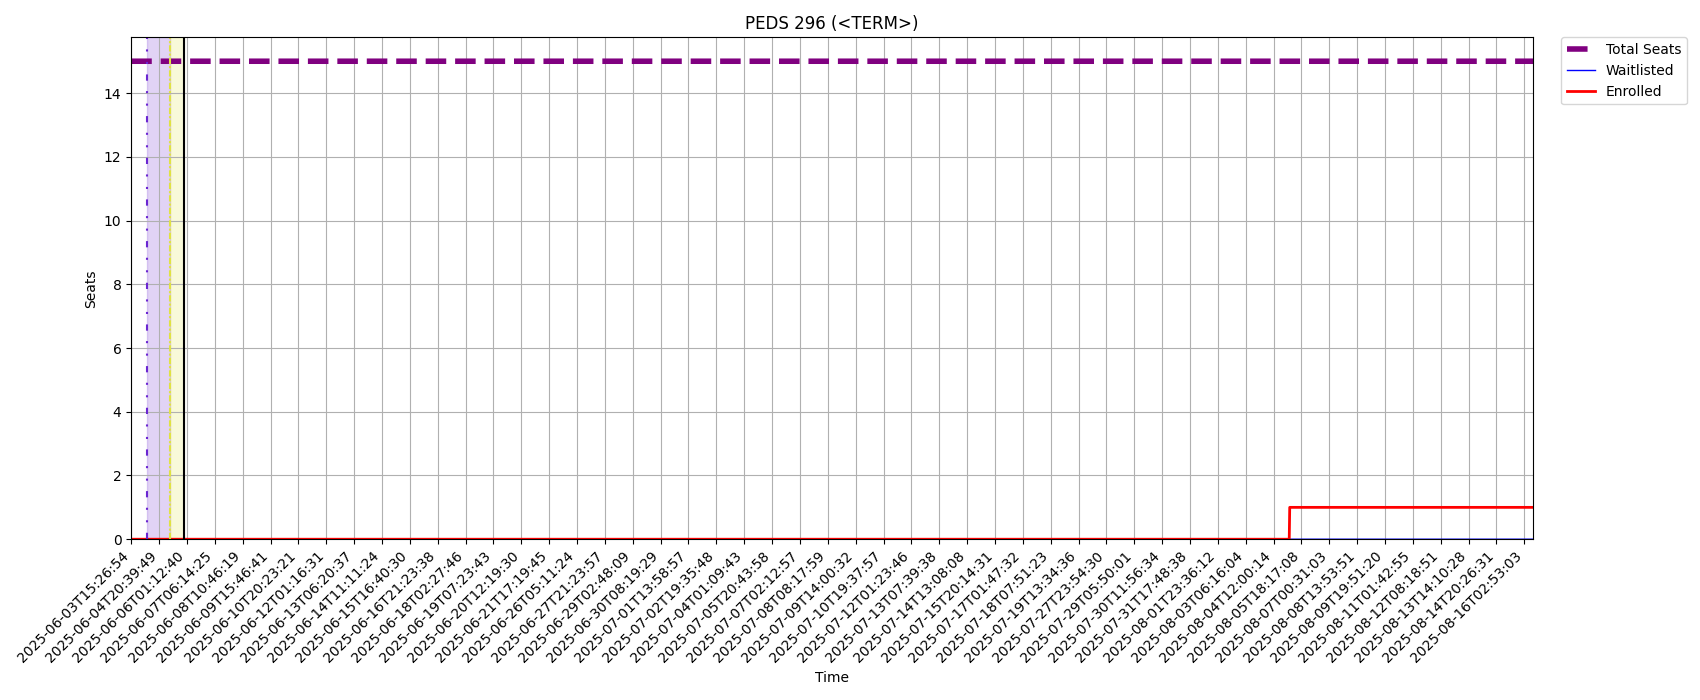 PEDS 296 (<TERM>)
Total Seats
Waitlisted
Enrolled
Seats
14
12
10
8
6
4
2
0
2025-06-03T15:26:54
2025-06-04T20:39:49
2025-06-06T01:12:40
2025-06-07T06:14:25
2025-06-08T10:46:19
2025-06-09T15:46:41
2025-06-10T20:23:21
2025-06-12T01:16:31
2025-06-13T06:20:37
2025-06-14T11:11:24
2025-06-15T16:40:30
2025-06-16T21:23:38
2025-06-18T02:27:46
2025-06-19T07:23:43
2025-06-20T12:19:30
2025-06-21T17:19:45
2025-06-26T05:11:24
2025-06-27T21:23:57
2025-06-29T02:48:09
2025-06-30T08:19:29
2025-07-01T13:58:57
2025-07-02T19:35:48
2025-07-04T01:09:43
2025-07-05T20:43:58
2025-07-07T02:12:57
2025-07-08T08:17:59
2025-07-09T14:00:32
2025-07-10T19:37:57
2025-07-12T01:23:46
2025-07-13T07:39:38
2025-07-14T13:08:08
2025-07-15T20:14:31
2025-07-17T01:47:32
2025-07-18T07:51:23
2025-07-19T13:34:36
2025-07-27T23:54:30
2025-07-29T05:50:01
2025-07-30T11:56:34
2025-07-31T17:48:38
2025-08-01T23:36:12
2025-08-03T06:16:04
2025-08-04T12:00:14
2025-08-05T18:17:08
2025-08-07T00:31:03
2025-08-08T13:53:51
2025-08-09T19:51:20
2025-08-11T01:42:55
2025-08-12T08:18:51
2025-08-13T14:10:28
2025-08-14T20:26:31
2025-08-16T02:53:03
Time